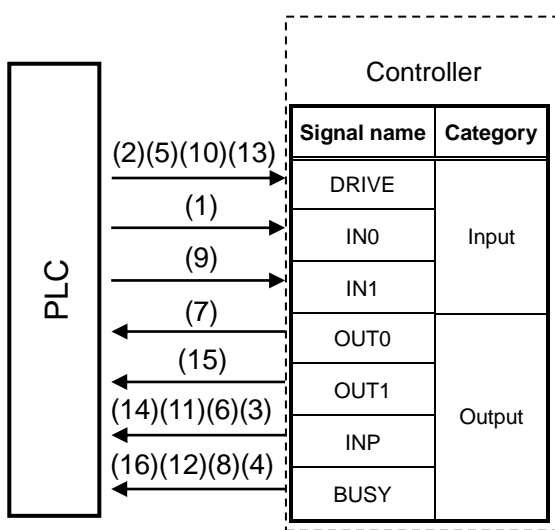 Controller
Signal name Category
(2)(5)(10)(13)
DRIVE
(1)
IN0
Input
(9)
IN1
PLC
(7)
OUT0
(15)
OUT1
(14)(11)(6)(3)
INP
Output
(16)(12)(8)(4)
BUSY